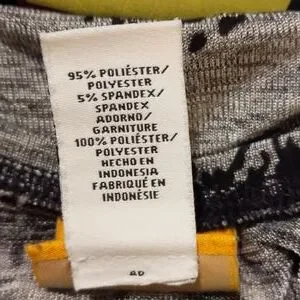 95% POLIÉSTER/
POLYESTER
5% SPANDEX/
SPANDEX
ADORNO/
GARNITURE
100% POLIÉSTER/
POLYESTER
HECHO EN
INDONESIA
FABRIQUÉ EN
INDONÉSIE